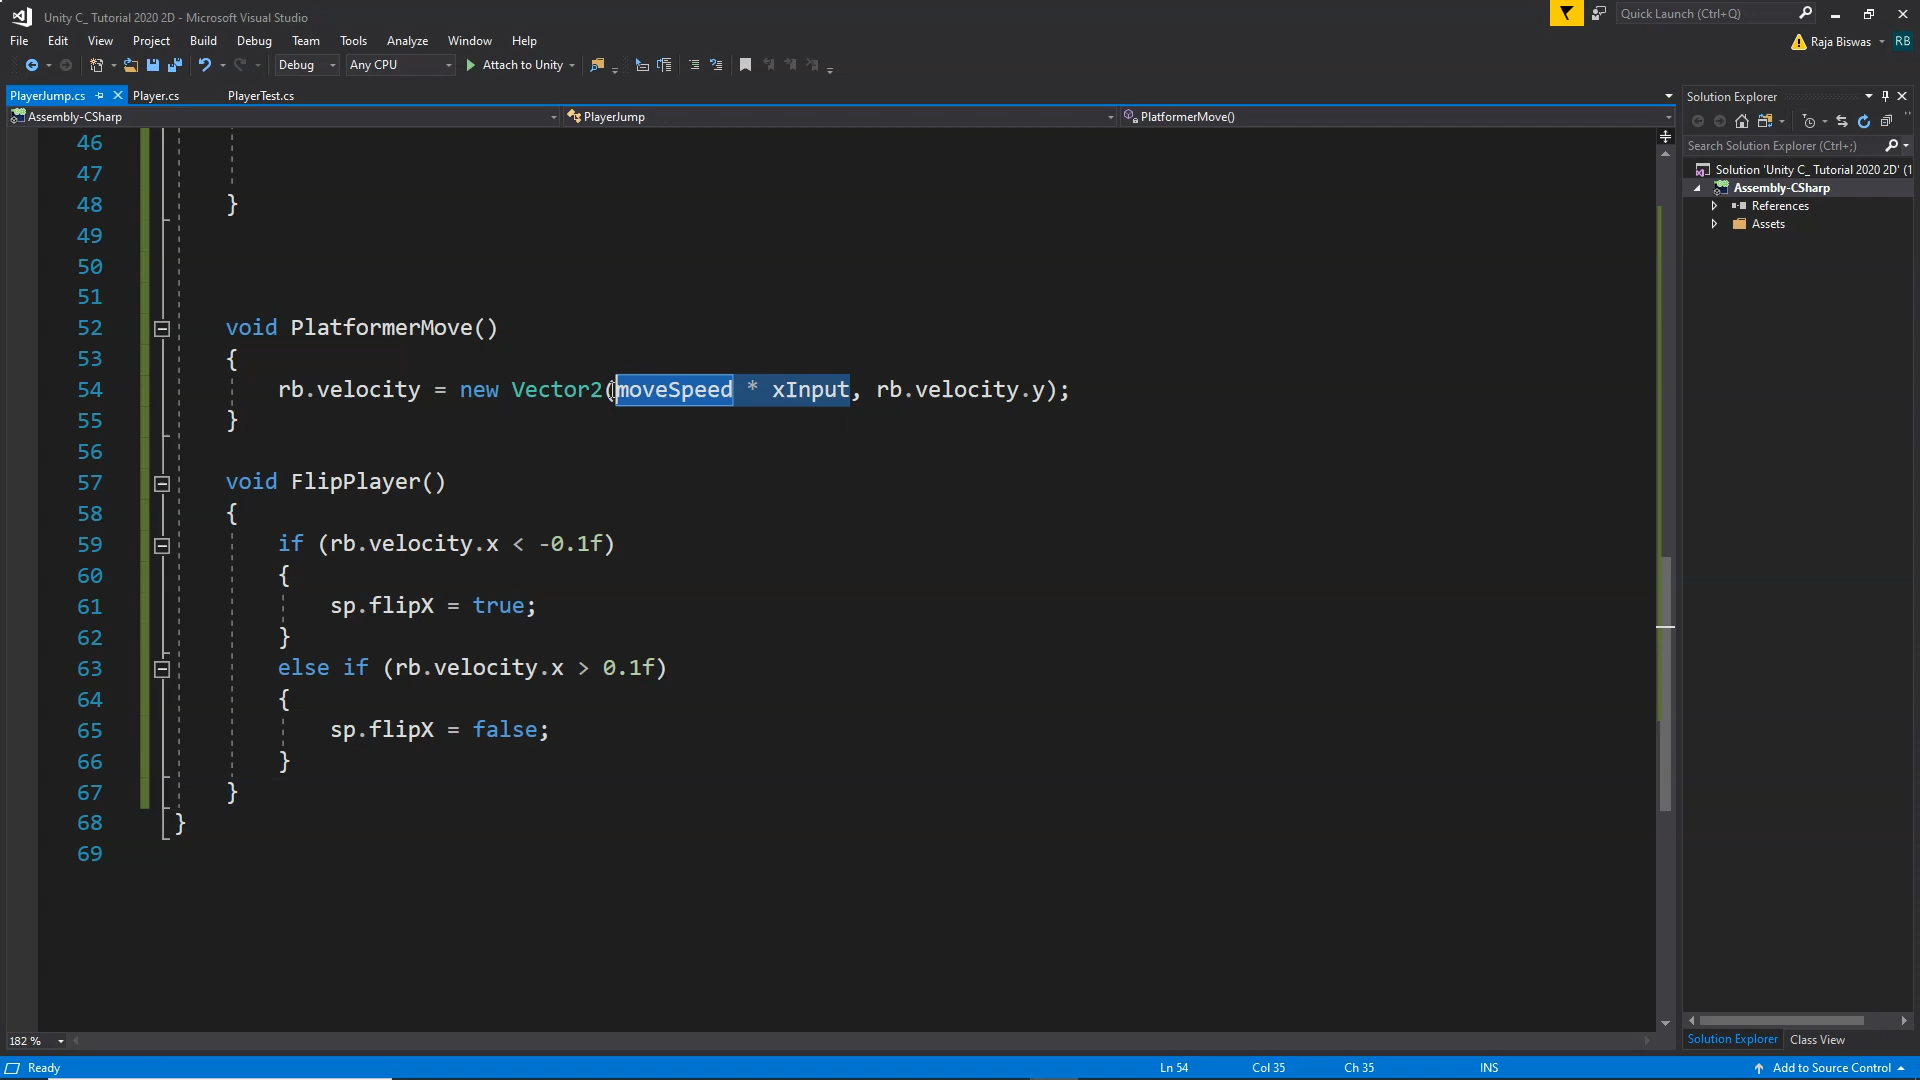 Unity C_ Tutorial 2020 2D - Microsoft Visual Studio
Quick Launch (Ctrl+Q)
File Edit View Project Build Debug Team Tools Analyze Window Help
Raja Biswas RB
Debug Any CPU Attach to Unity
PlayerJump.cs Player.cs PlayerTest.cs
Solution Explorer
Assembly-CSharp PlayerJump PlatformerMove()
Search Solution Explorer (Ctrl+;)
Solution 'Unity C_ Tutorial 2020 2D' (1
Assembly-CSharp
References
Assets
46
47
48 }
49
50
51
52 void PlatformerMove()
53 {
54 rb.velocity = new Vector2(moveSpeed * xInput, rb.velocity.y);
55 }
56
57 void FlipPlayer()
58 {
59 if (rb.velocity.x < -0.1f)
60 {
61 sp.flipX = true;
62 }
63 else if (rb.velocity.x > 0.1f)
64 {
65 sp.flipX = false;
66 }
67 }
68 }
69
182 %
Solution Explorer Class View
Ready Ln 54 Col 35 Ch 35 INS Add to Source Control